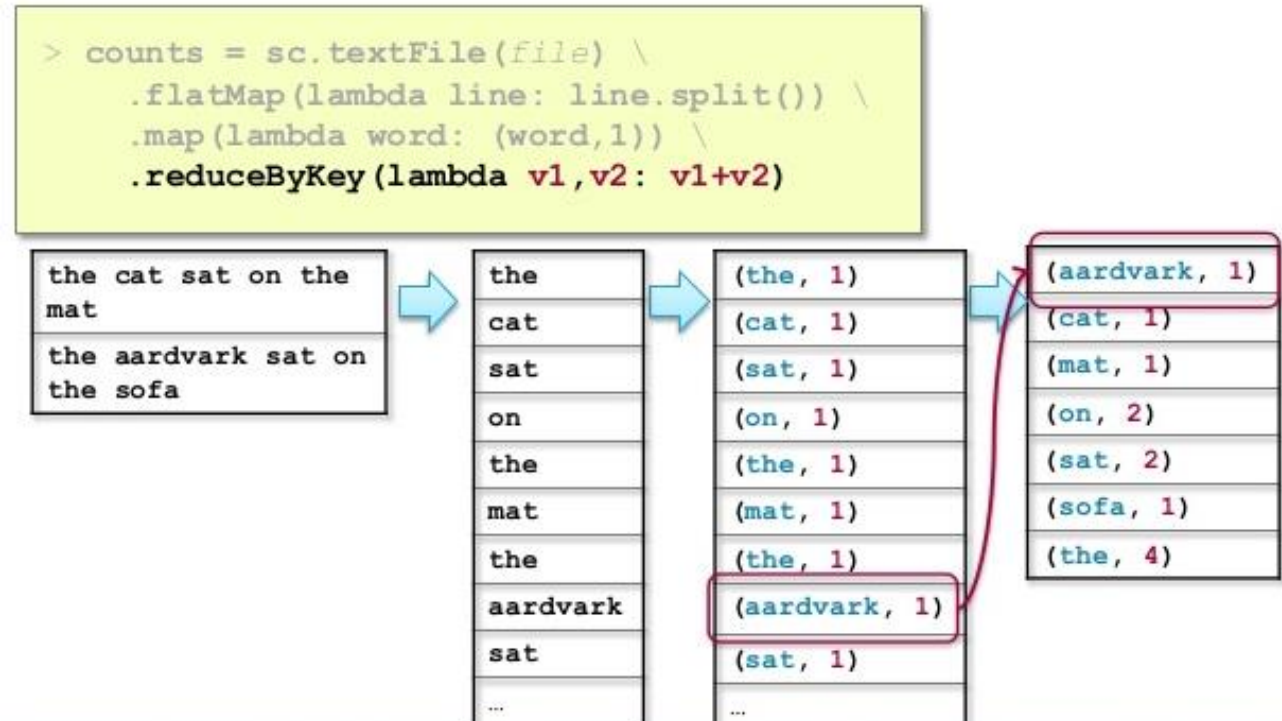 > counts = sc.textFile(file) \
.flatMap(lambda line: line.split()) \
.map(lambda word: (word,1)) \
.reduceByKey(lambda v1,v2: v1+v2)
the cat sat on the
mat
the aardvark sat on
the sofa
the
cat
sat
on
the
mat
the
aardvark
sat
...
(the, 1)
(cat, 1)
(sat, 1)
(on, 1)
(the, 1)
(mat, 1)
(the, 1)
(aardvark, 1)
(sat, 1)
...
(aardvark, 1)
(cat, 1)
(mat, 1)
(on, 2)
(sat, 2)
(sofa, 1)
(the, 4)